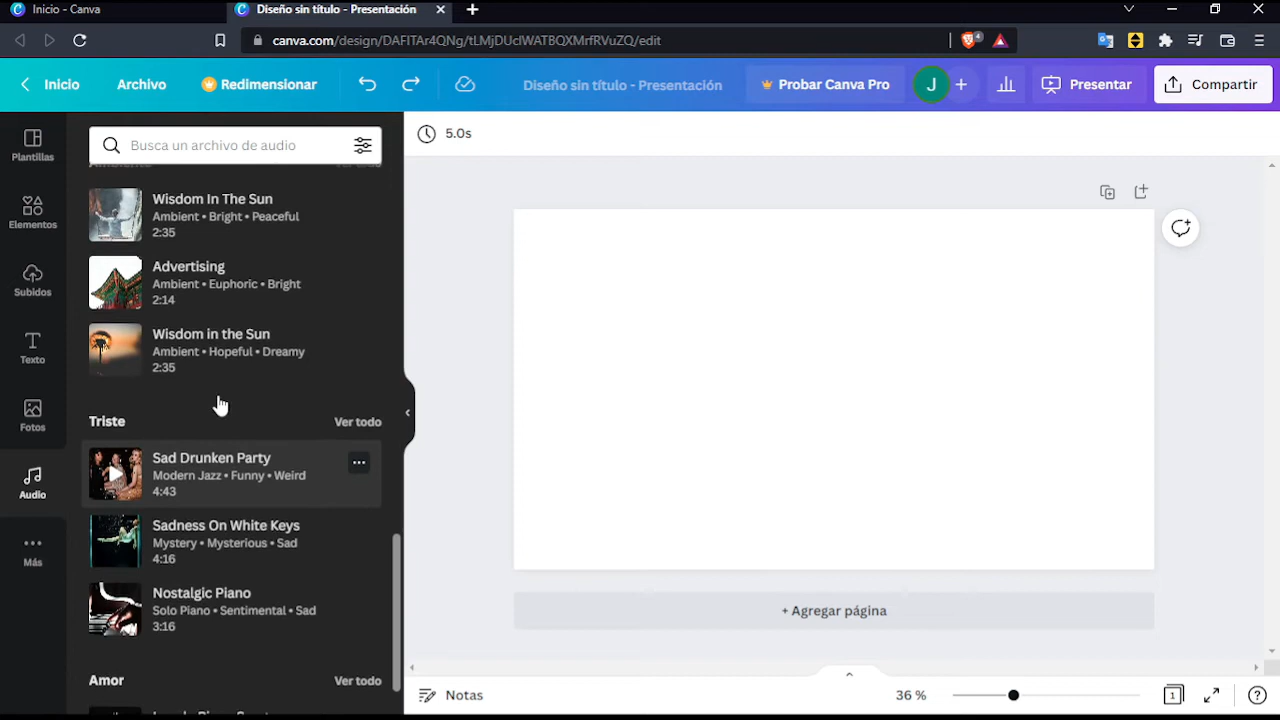 Inicio - Canva
Diseño sin título - Presentación
canva.com/design/DAFITAr4QNg/tLMjDUclWATBQXMrfRVuZQ/edit
4
Inicio
Archivo
Redimensionar
Diseño sin título - Presentación
Probar Canva Pro
J
Presentar
Compartir
Plantillas
Elementos
Subidos
Texto
Fotos
Audio
Más
Busca un archivo de audio
Wisdom In The Sun
Ambient • Bright • Peaceful
2:35
Advertising
Ambient • Euphoric • Bright
2:14
Wisdom in the Sun
Ambient • Hopeful • Dreamy
2:35
Triste
Ver todo
Sad Drunken Party
Modern Jazz • Funny • Weird
4:43
Sadness On White Keys
Mystery • Mysterious • Sad
4:16
Nostalgic Piano
Solo Piano • Sentimental • Sad
3:16
Amor
Ver todo
5.0s
+ Agregar página
Notas
36 %
1